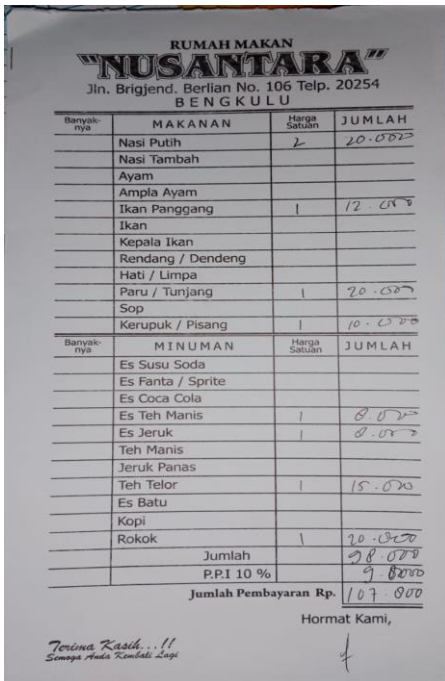 RUMAH MAKAN
"NUSANTARA"
Jln. Brigjend. Berlian No. 106 Telp. 20254
BENGKULU
Banyak-nya MAKANAN Harga Satuan JUMLAH
Nasi Putih 2 20.000
Nasi Tambah
Ayam
Ampla Ayam
Ikan Panggang 1 12.000
Ikan
Kepala Ikan
Rendang / Dendeng
Hati / Limpa
Paru / Tunjang 1 20.000
Sop
Kerupuk / Pisang 1 10.000
Banyak-nya MINUMAN Harga Satuan JUMLAH
Es Susu Soda
Es Fanta / Sprite
Es Coca Cola
Es Teh Manis 1 8.000
Es Jeruk 1 8.000
Teh Manis
Jeruk Panas
Teh Telor 1 15.000
Es Batu
Kopi
Rokok 1 20.000
Jumlah 98.000
P.P.I 10 % 9.8000
Jumlah Pembayaran Rp. 107.800
Hormat Kami,
Terima Kasih...!!
Semoga Anda Kembali Lagi